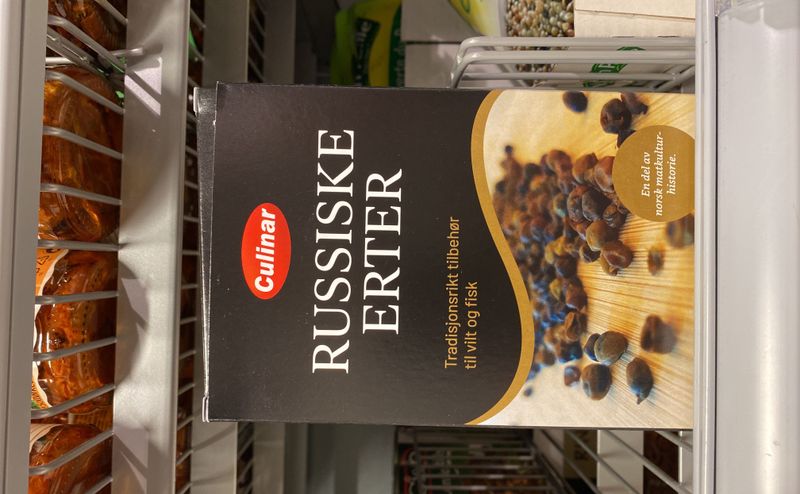 Culinar
RUSSISKE
ERTER
Tradisjonsrikt tilbehør
til vilt og fisk
En del av
norsk matkultur-
historie.